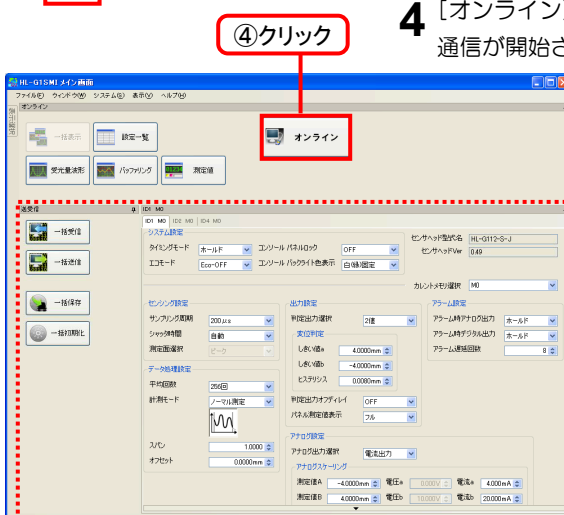 ④クリック
4 [オンライン]
通信が開始さ
HL-G1SMI メイン画面
ファイル(F) ウィンドウ(W) システム(S) 表示(V) ヘルプ(H)
オンライン
一括表示 設定一覧 オンライン
受光量波形 バッファリング 測定値
送受信
一括受信
一括送信
一括保存
一括初期化
ID1 M0
ID1 M0 ID2 M0 ID4 M0
システム設定
タイミングモード ホールド コンソール パネルロック OFF センサヘッド型式名 HL-G112-S-J
エコモード Eco-OFF コンソール バックライト色表示 白(緑)固定 センサヘッドVer 0.49
カレントメモリ選択 M0
センシング設定
サンプリング周期 200μs
シャッタ時間 自動
測定面選択 ピーク
データ処理設定
平均回数 256回
計測モード ノーマル測定
スパン 1.0000
オフセット 0.0000mm
出力設定
判定出力選択 2値
変位判定
しきい値a 4.0000mm
しきい値b -4.0000mm
ヒステリシス 0.0080mm
判定出力オフディレイ OFF
パネル測定値表示 フル
アラーム設定
アラーム時アナログ出力 ホールド
アラーム時デジタル出力 ホールド
アラーム遅延回数 8
アナログ設定
アナログ出力選択 電流出力
アナログスケーリング
測定値A -4.0000mm 電圧a 0.000V 電流a 4.000mA
測定値B 4.0000mm 電圧b 10.000V 電流b 20.000mA